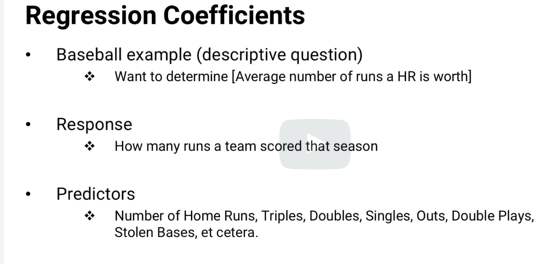 Regression Coefficients
• Baseball example (descriptive question)
❖ Want to determine [Average number of runs a HR is worth]
• Response
❖ How many runs a team scored that season
• Predictors
❖ Number of Home Runs, Triples, Doubles, Singles, Outs, Double Plays,
Stolen Bases, et cetera.